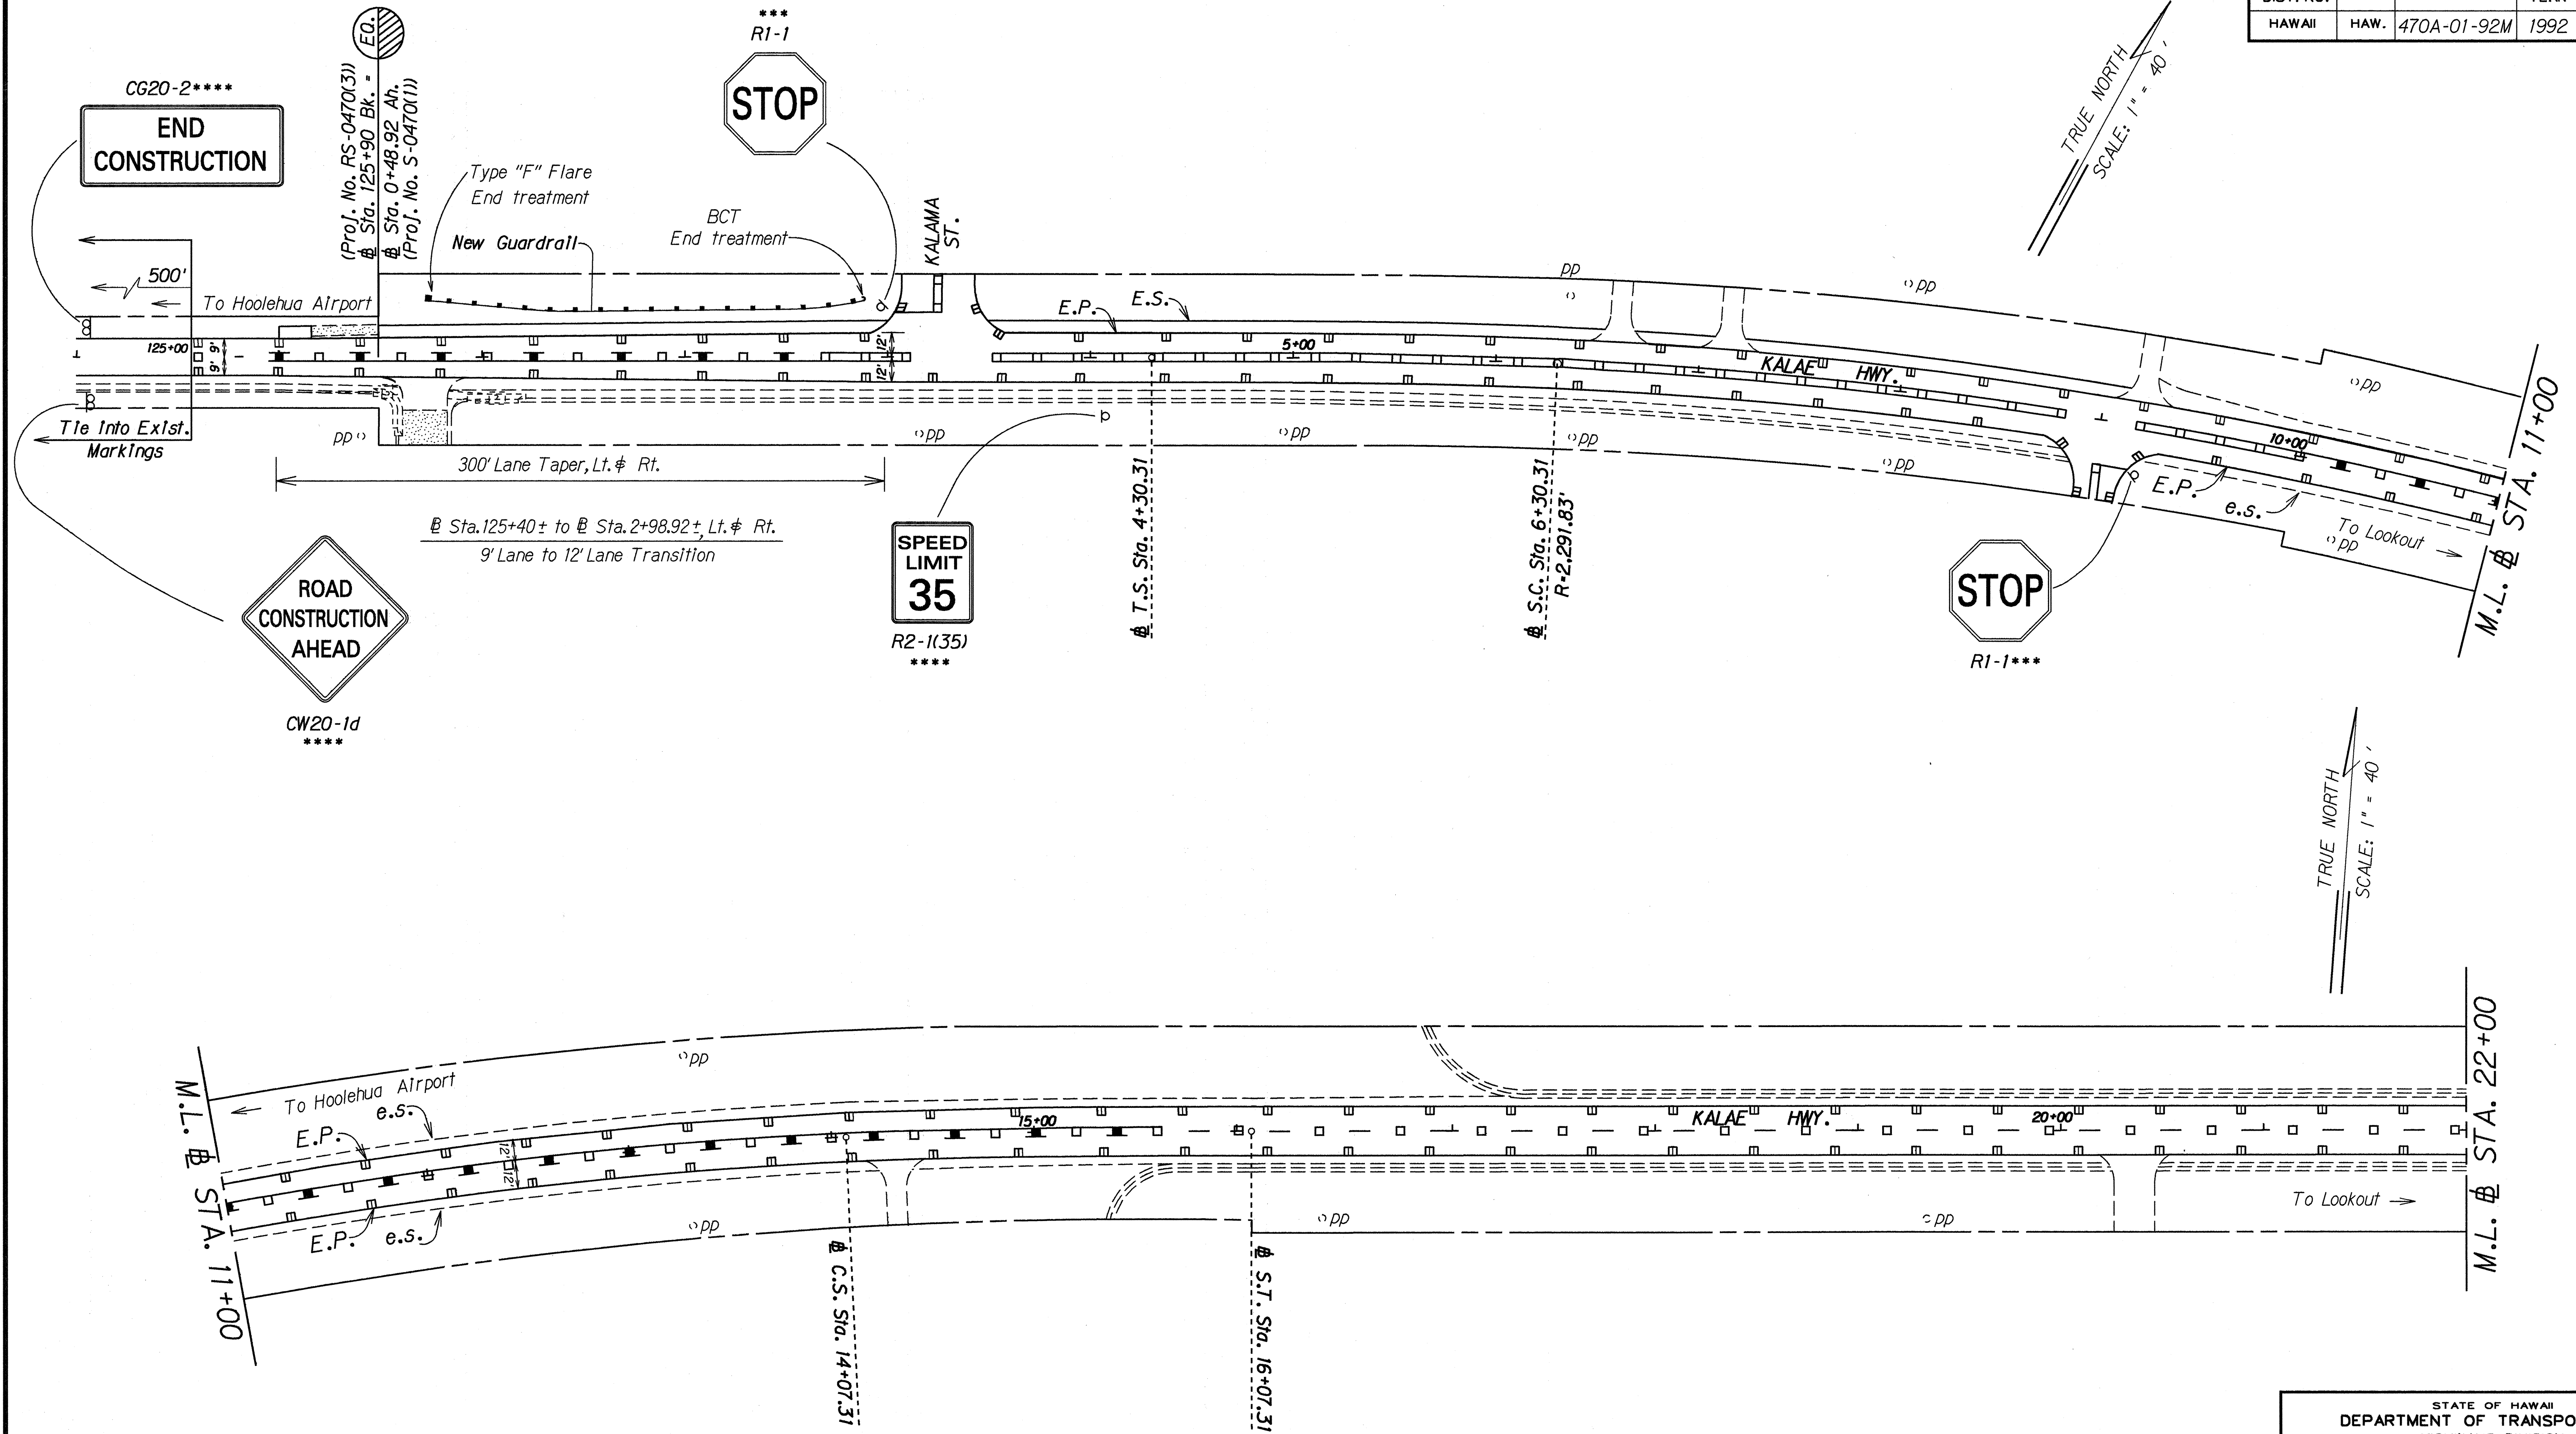 HAWAII HAW. 470A-01-92M 1992
EQ.
(Proj. No. RS-0470(3))
℄ Sta. 125+90 Bk. =
℄ Sta. 0+48.92 Ah.
(Proj. No. S-0470(1))
CG20-2****
END
CONSTRUCTION
***
R1-1
STOP
Type "F" Flare
End treatment
New Guardrail
BCT
End treatment
KALAMA
ST.
TRUE NORTH
SCALE: 1" = 40'
500'
To Hoolehua Airport
125+00
9'
9'
12'
12'
E.P.
E.S.
5+00
pp
pp
KALAE HWY.
pp
10+00
Tie into Exist.
Markings
pp
pp
pp
pp
pp
300' Lane Taper, Lt. & Rt.
℄ Sta. 125+40± to ℄ Sta. 2+98.92±, Lt. & Rt.
9' Lane to 12' Lane Transition
SPEED
LIMIT
35
R2-1(35)
****
℄ T.S. Sta. 4+30.31
℄ S.C. Sta. 6+30.31
R=2,291.83'
E.P.
e.s.
To Lookout
pp
STOP
R1-1***
M.L. ℄ STA. 11+00
ROAD
CONSTRUCTION
AHEAD
CW20-1d
****
TRUE NORTH
SCALE: 1" = 40'
M.L. ℄ STA. 11+00
To Hoolehua Airport
e.s.
E.P.
pp
12'
12'
15+00
KALAE HWY.
20+00
E.P.
e.s.
pp
pp
pp
To Lookout
℄ C.S. Sta. 14+07.31
℄ S.T. Sta. 16+07.31
M.L. ℄ STA. 22+00
STATE OF HAWAII
DEPARTMENT OF TRANSPO